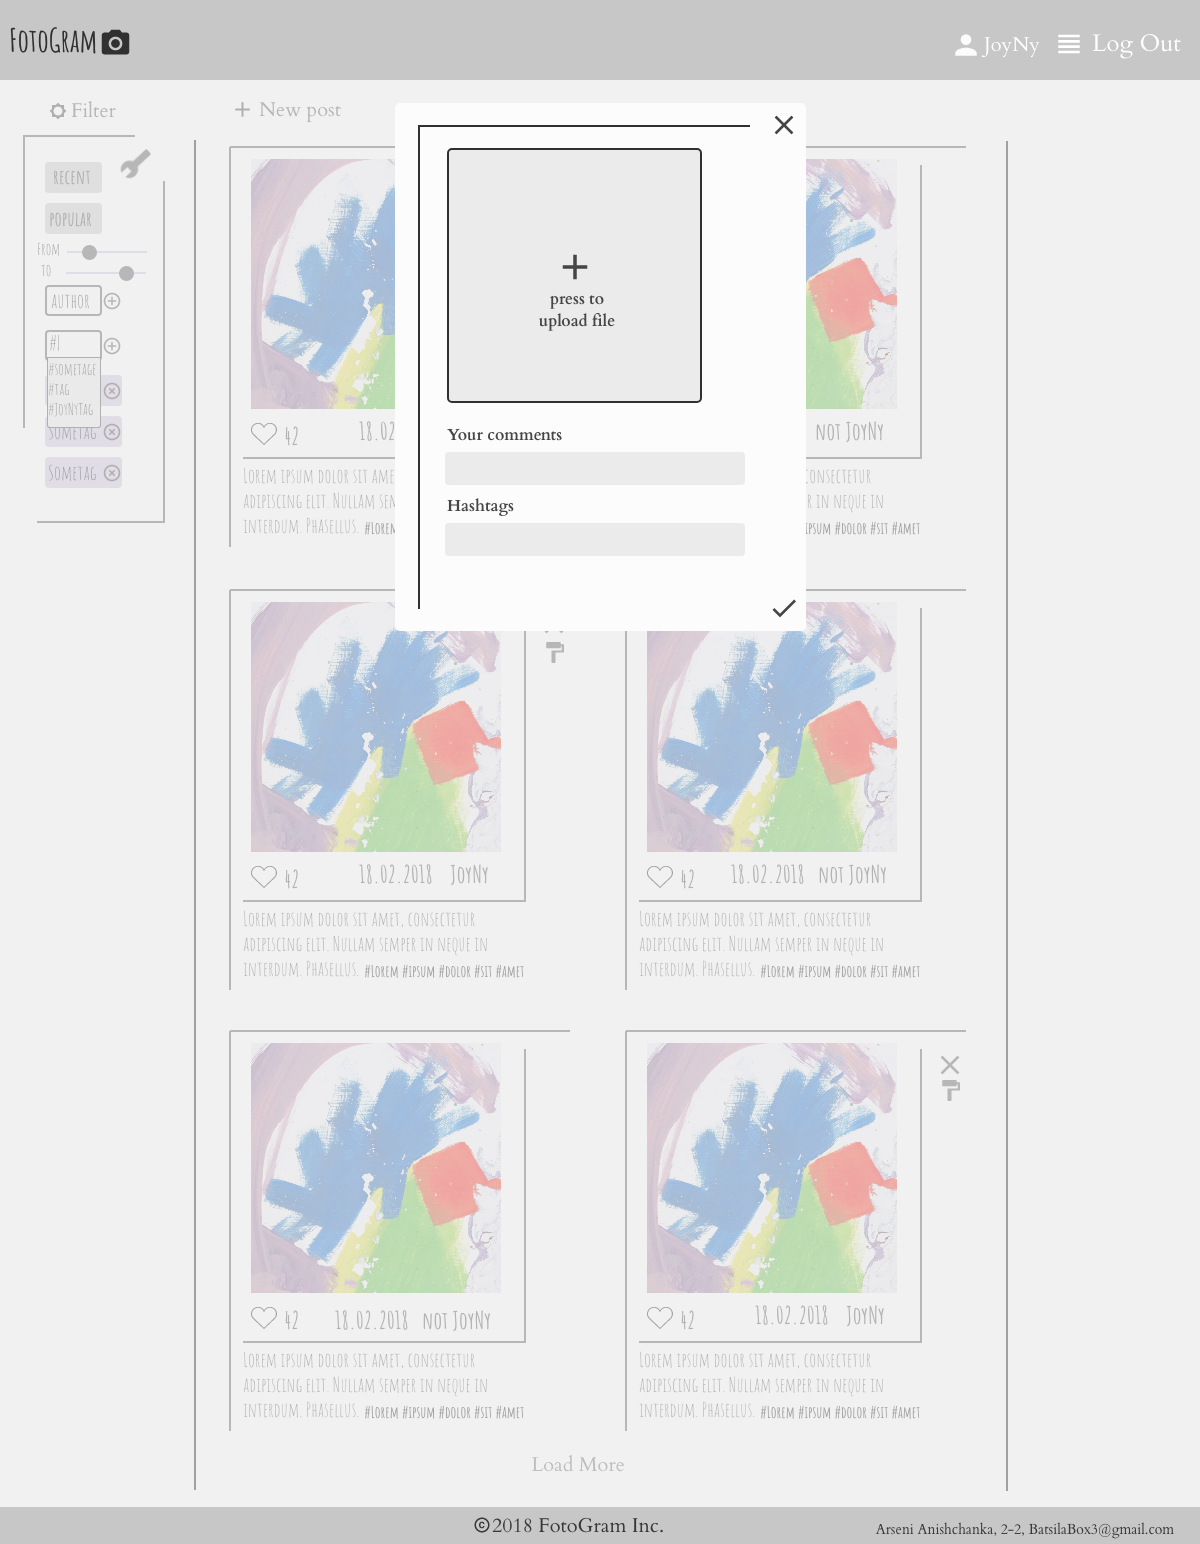 FotoGram
JoyNy
Log Out
Filter
New post
RECENT
POPULAR
From
to
AUTHOR
#|
#sometage
#tag
#JoyNyTag
Sometag
Sometag
press to
upload file
Your comments
Hashtags
42
18.02
not JoyNy
Lorem ipsum dolor sit ame
adipiscing elit. Nullam sem
interdum. Phasellus. #Lorem
onsectetur
r in neque in
ipsum #dolor #sit #amet
42 18.02.2018 JoyNy
Lorem ipsum dolor sit amet, consectetur
adipiscing elit. Nullam semper in neque in
interdum. Phasellus. #Lorem #ipsum #dolor #sit #amet
42 18.02.2018 not JoyNy
Lorem ipsum dolor sit amet, consectetur
adipiscing elit. Nullam semper in neque in
interdum. Phasellus. #Lorem #ipsum #dolor #sit #amet
42 18.02.2018 not JoyNy
Lorem ipsum dolor sit amet, consectetur
adipiscing elit. Nullam semper in neque in
interdum. Phasellus. #Lorem #ipsum #dolor #sit #amet
42 18.02.2018 JoyNy
Lorem ipsum dolor sit amet, consectetur
adipiscing elit. Nullam semper in neque in
interdum. Phasellus. #Lorem #ipsum #dolor #sit #amet
Load More
©2018 FotoGram Inc.
Arseni Anishchanka, 2-2, BatsilaBox3@gmail.com